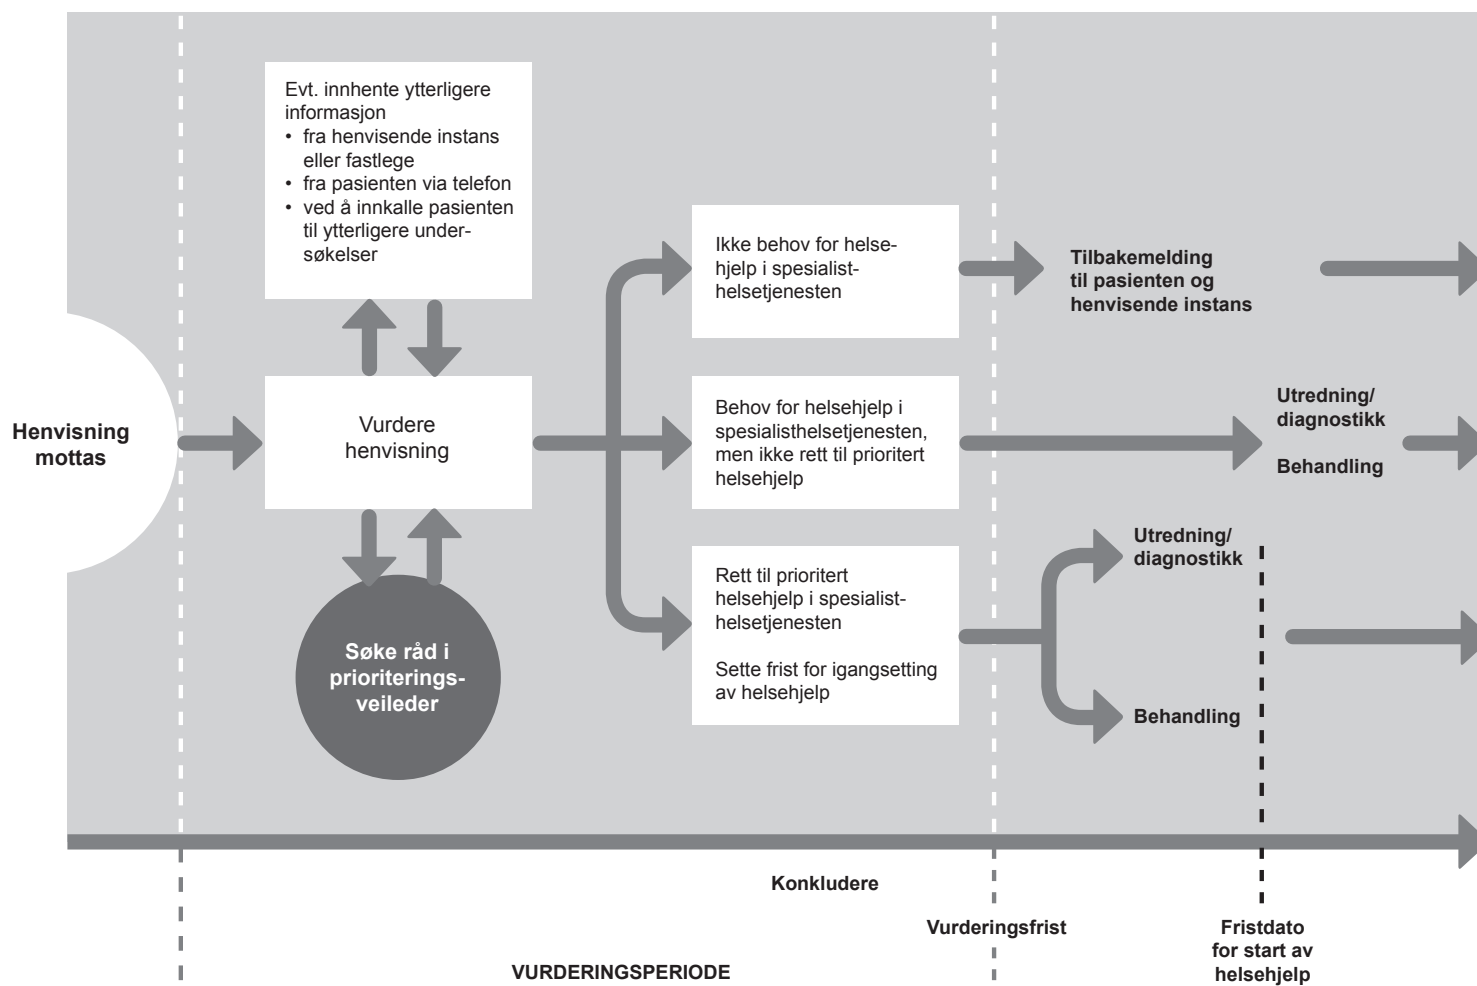 Henvisning
mottas
Evt. innhente ytterligere
informasjon
• fra henvisende instans
eller fastlege
• fra pasienten via telefon
• ved å innkalle pasienten
til ytterligere under-
søkelser
Vurdere
henvisning
Søke råd i
prioriterings-
veileder
Ikke behov for helse-
hjelp i spesialist-
helsetjenesten
Behov for helsehjelp i
spesialisthelsetjenesten,
men ikke rett til prioritert
helsehjelp
Rett til prioritert
helsehjelp i spesialist-
helsetjenesten
Sette frist for igangsetting
av helsehjelp
Tilbakemelding
til pasienten og
henvisende instans
Utredning/
diagnostikk
Behandling
Utredning/
diagnostikk
Behandling
Konkludere
Vurderingsfrist
Fristdato
for start av
helsehjelp
VURDERINGSPERIODE